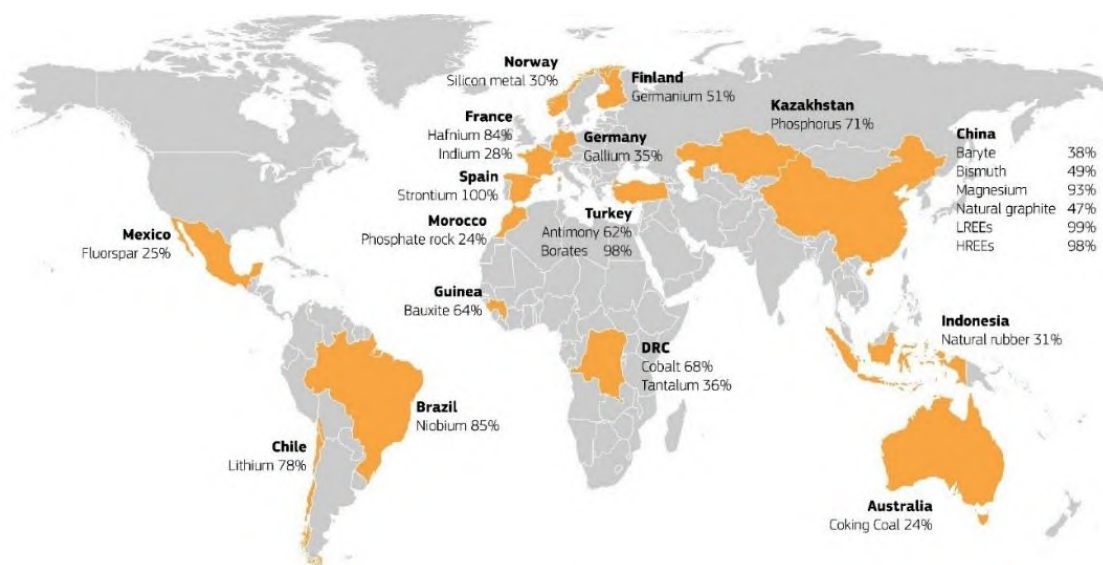 Norway
Silicon metal 30%
Finland
Germanium 51%
France
Hafnium 84%
Indium 28%
Germany
Gallium 35%
Kazakhstan
Phosphorus 71%
China
Baryte 38%
Bismuth 49%
Magnesium 93%
Natural graphite 47%
LREEs 99%
HREEs 98%
Spain
Strontium 100%
Morocco
Phosphate rock 24%
Turkey
Antimony 62%
Borates 98%
Mexico
Fluorspar 25%
Guinea
Bauxite 64%
DRC
Cobalt 68%
Tantalum 36%
Indonesia
Natural rubber 31%
Brazil
Niobium 85%
Chile
Lithium 78%
Australia
Coking Coal 24%